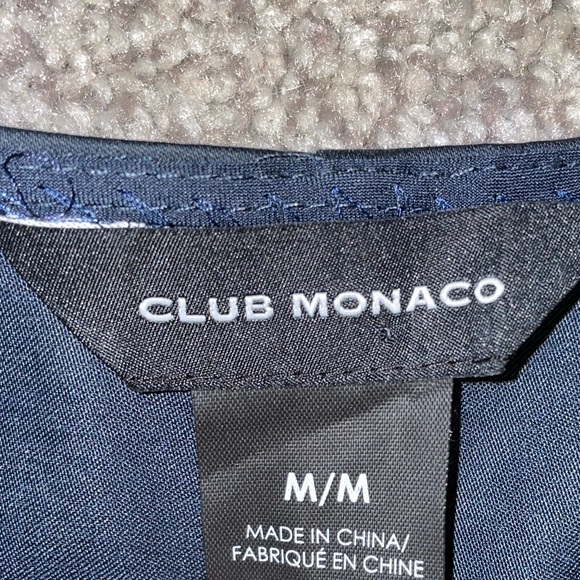 CLUB MONACO
M/M
MADE IN CHINA/
FABRIQUÉ EN CHINE